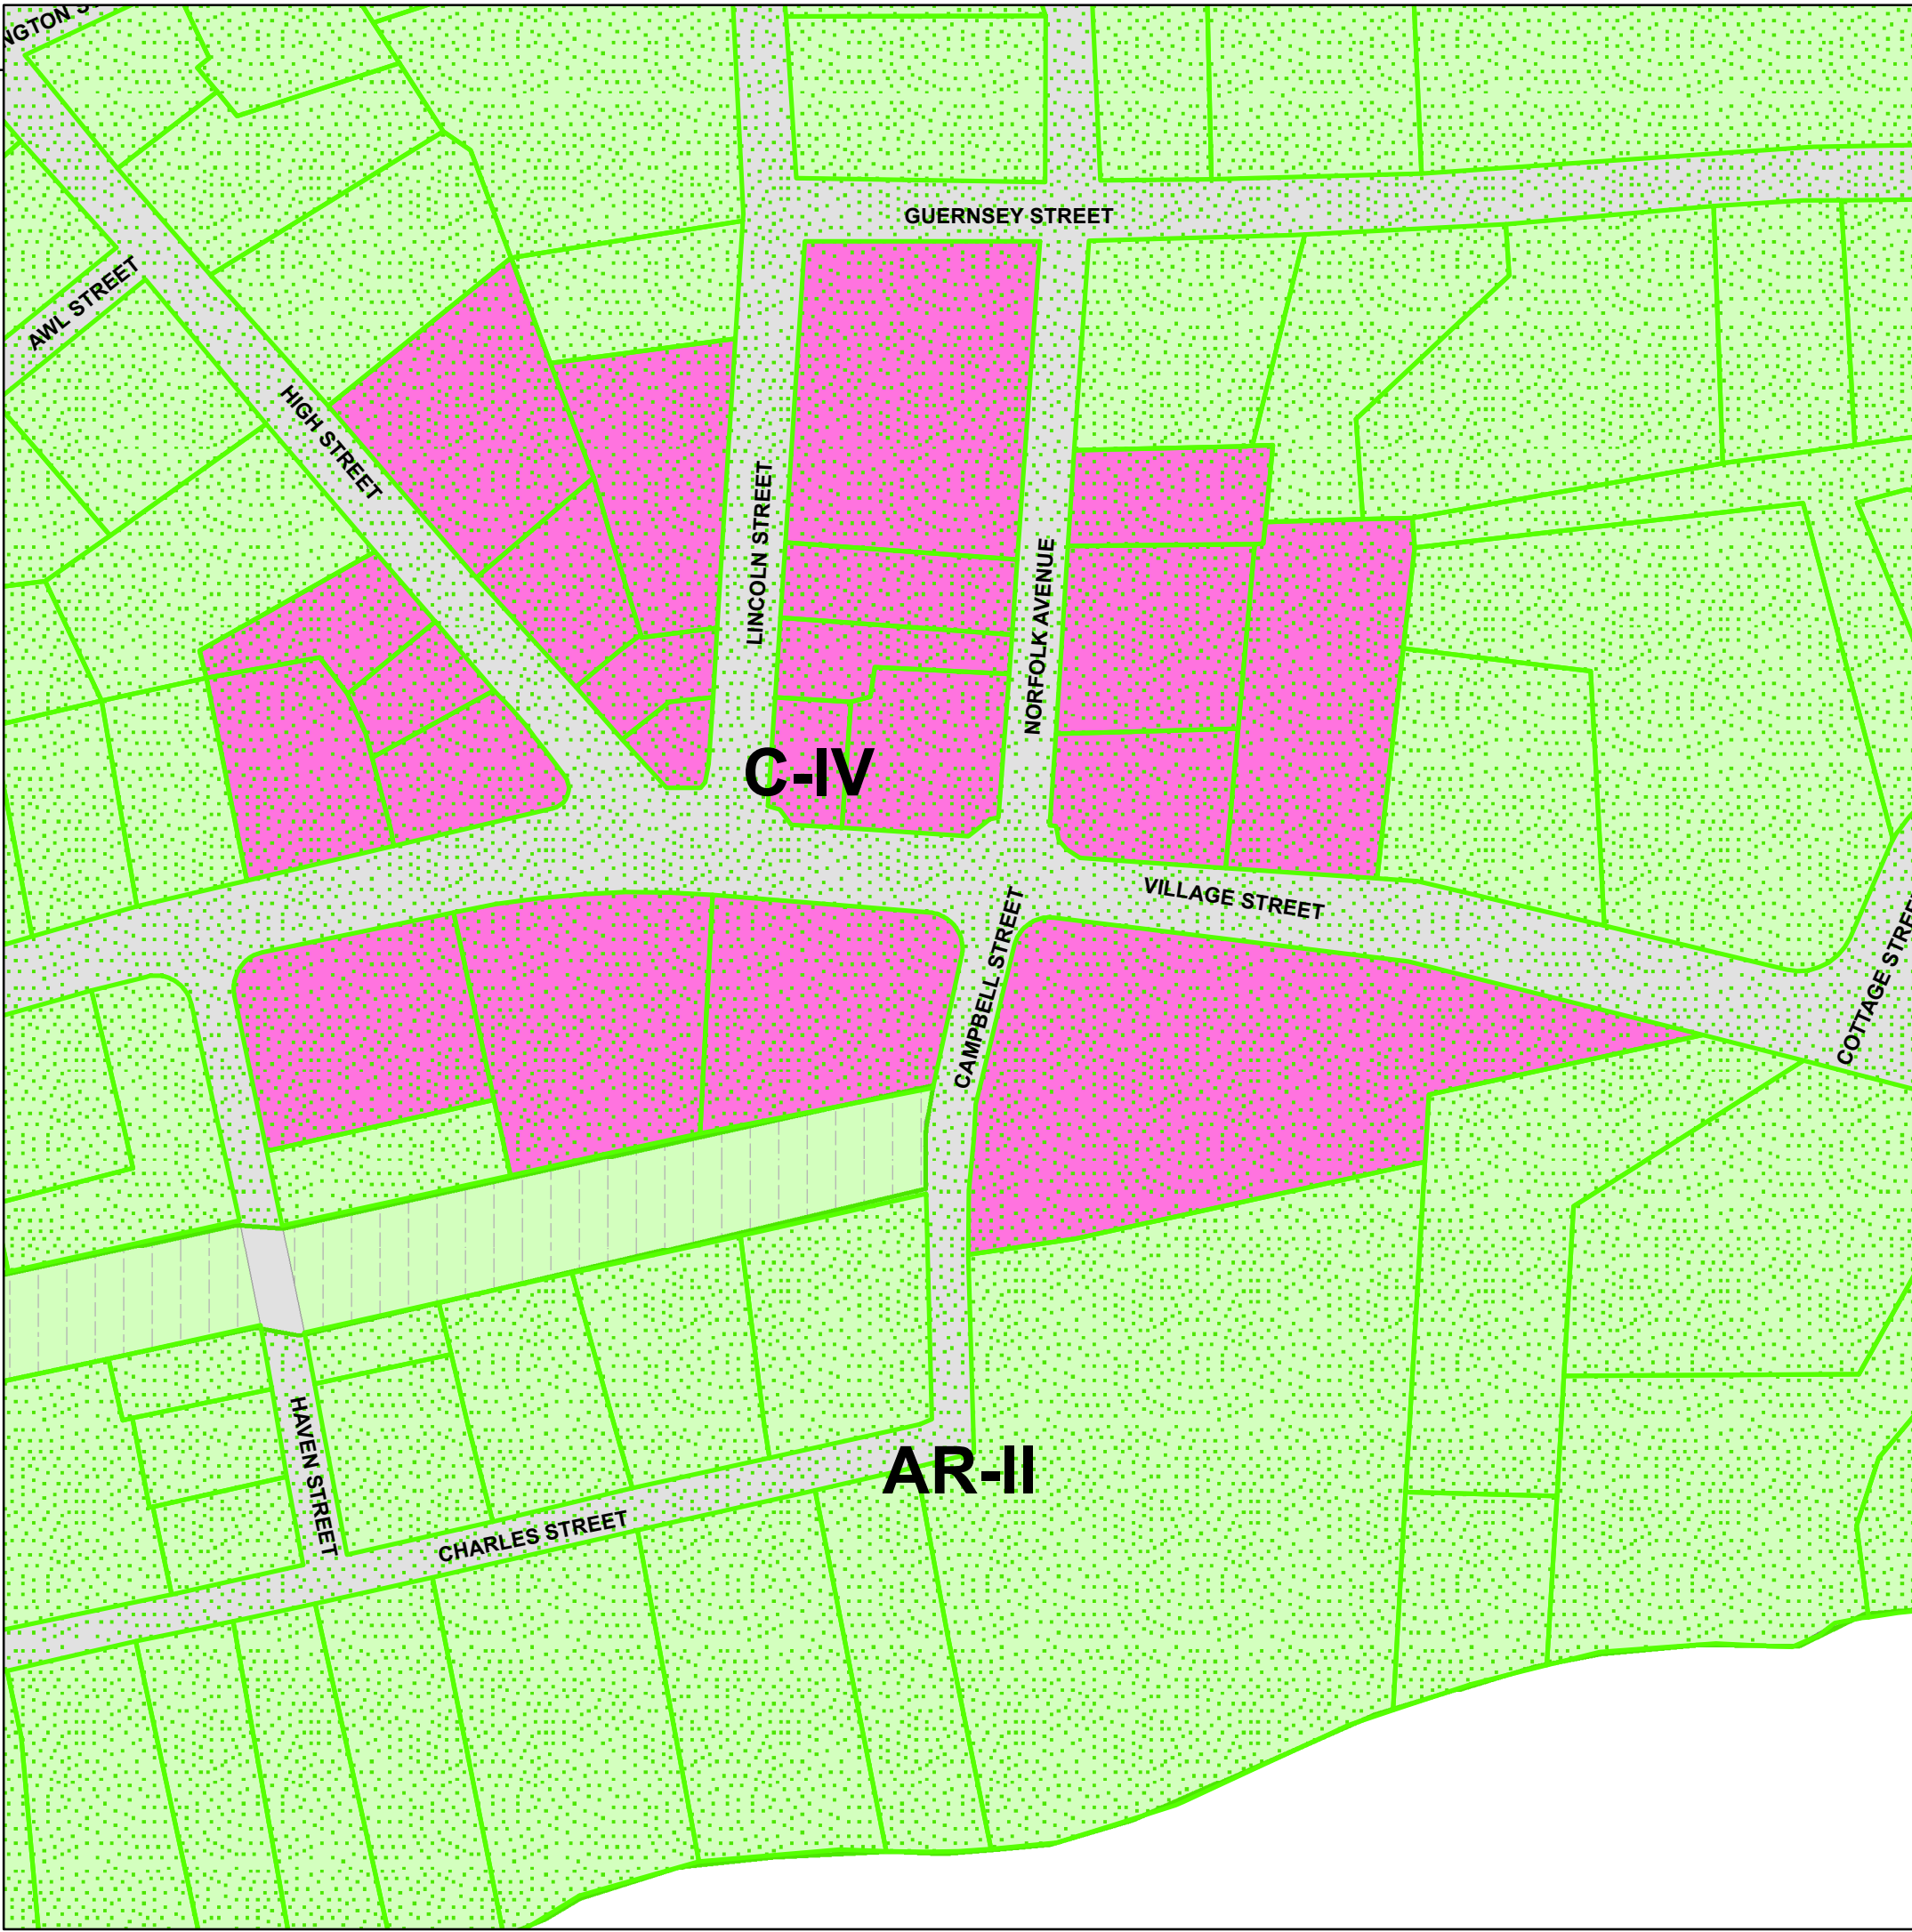 GUERNSEY STREET
AWL STREET
HIGH STREET
LINCOLN STREET
NORFOLK AVENUE
C-IV
VILLAGE STREET
CAMPBELL STREET
COTTAGE STREET
HAVEN STREET
AR-II
CHARLES STREET